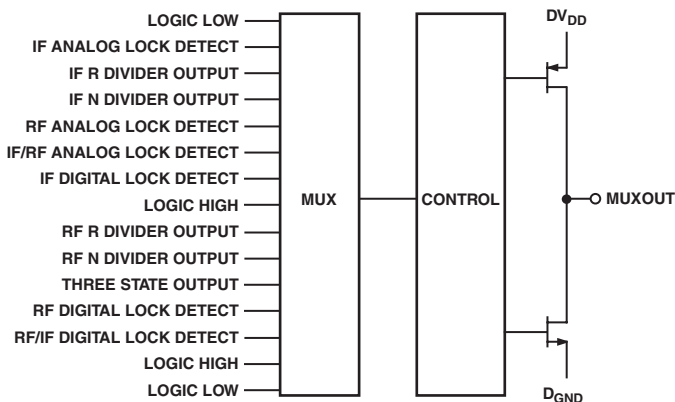 LOGIC LOW
IF ANALOG LOCK DETECT
IF R DIVIDER OUTPUT
IF N DIVIDER OUTPUT
RF ANALOG LOCK DETECT
IF/RF ANALOG LOCK DETECT
IF DIGITAL LOCK DETECT
LOGIC HIGH
RF R DIVIDER OUTPUT
RF N DIVIDER OUTPUT
THREE STATE OUTPUT
RF DIGITAL LOCK DETECT
RF/IF DIGITAL LOCK DETECT
LOGIC HIGH
LOGIC LOW
MUX
CONTROL
DVDD
MUXOUT
DGND